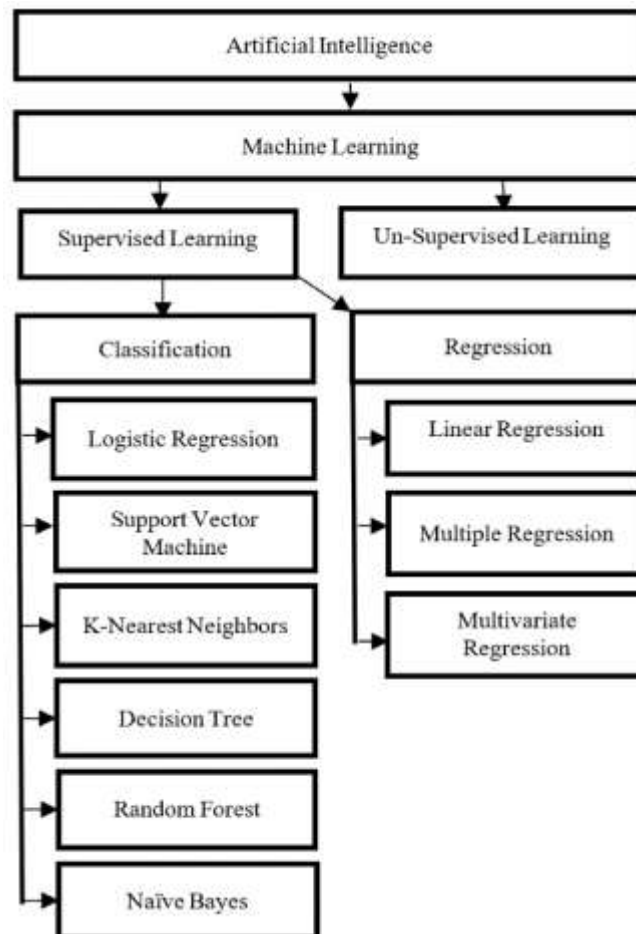 Artificial Intelligence
Machine Learning
Supervised Learning
Un-Supervised Learning
Classification
Regression
Logistic Regression
Linear Regression
Support Vector
Machine
Multiple Regression
K-Nearest Neighbors
Multivariate
Regression
Decision Tree
Random Forest
Naïve Bayes